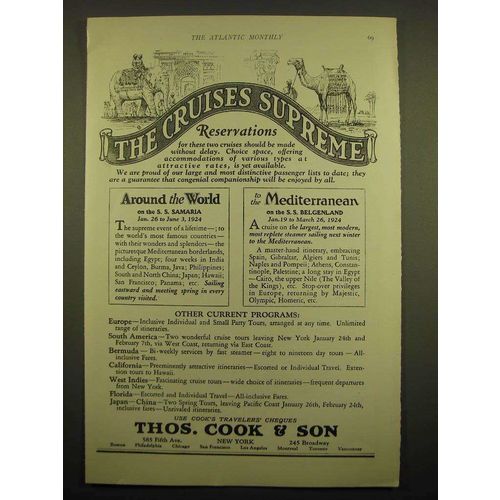 THE ATLANTIC MONTHLY 69
THE CRUISES SUPREME
Reservations
for these two cruises should be made
without delay. Choice space, offering
accommodations of various types at
attractive rates, is yet available.
We are proud of our large and most distinctive passenger lists to date; they
are a guarantee that congenial companionship will be enjoyed by all.
Around the World
on the S. S. SAMARIA
Jan. 26 to June 3, 1924
The supreme event of a lifetime—; to
the world's most famous countries—
with their wonders and splendors—the
picturesque Mediterranean borderlands,
including Egypt; four weeks in India
and Ceylon, Burma, Java; Philippines;
South and North China; Japan; Hawaii;
San Francisco; Panama; etc. Sailing
eastward and meeting spring in every
country visited.
to the Mediterranean
on the S. S. BELGENLAND
Jan. 19 to March 26, 1924
A cruise on the largest, most modern,
most replete steamer sailing next winter
to the Mediterranean.
A master-hand itinerary, embracing
Spain, Gibraltar, Algiers and Tunis;
Naples and Pompeii; Athens, Constan-
tinople, Palestine; a long stay in Egypt
—Cairo, the upper Nile (The Valley of
the Kings), etc. Stop-over privileges
in Europe, returning by Majestic,
Olympic, Homeric, etc.
OTHER CURRENT PROGRAMS:
Europe—Inclusive Individual and Small Party Tours, arranged at any time. Unlimited
range of itineraries.
South America—Two wonderful cruise tours leaving New York January 24th and
February 7th, via West Coast, returning via East Coast.
Bermuda—Bi-weekly services by fast steamer—eight to nineteen day tours—All-
inclusive Fares.
California—Preeminently attractive itineraries—Escorted or Individual Travel. Exten-
sion tours to Hawaii.
West Indies—Fascinating cruise tours—wide choice of itineraries—frequent departures
from New York.
Florida—Escorted and Individual Travel—All-inclusive Fares.
Japan—China—Two Spring Tours, leaving Pacific Coast January 26th, February 24th,
inclusive fares—Unrivaled itineraries.
USE COOK'S TRAVELERS' CHEQUES
THOS. COOK & SON
585 Fifth Ave. NEW YORK 245 Broadway
Boston Philadelphia Chicago San Francisco Los Angeles Montreal Toronto Vancouver